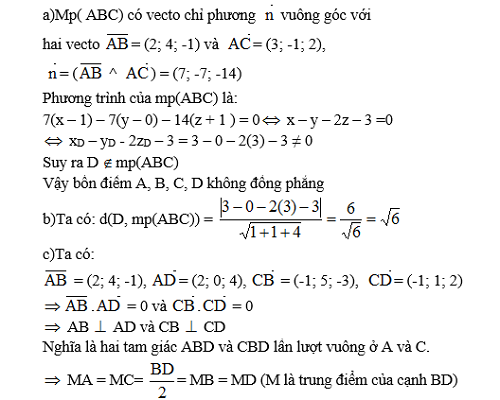 a)Mp( ABC) có vecto chỉ phương n vuông góc với
hai vecto AB = (2; 4; -1) và AC = (3; -1; 2),
n = (AB ^ AC) = (7; -7; -14)
Phương trình của mp(ABC) là:
7(x – 1) – 7(y – 0) – 14(z + 1 ) = 0 ⇔ x – y – 2z – 3 =0
⇔ xD – yD - 2zD – 3 = 3 – 0 – 2(3) – 3 ≠ 0
Suy ra D ∉ mp(ABC)
Vậy bốn điểm A, B, C, D không đồng phẳng
b)Ta có: d(D, mp(ABC)) = |3 – 0 – 2(3) – 3| / √(1+1+4) = 6/√6 = √6
c)Ta có:
AB = (2; 4; -1), AD = (2; 0; 4), CB = (-1; 5; -3), CD = (-1; 1; 2)
⇒ AB . AD = 0 và CB . CD = 0
⇒ AB ⊥ AD và CB ⊥ CD
Nghĩa là hai tam giác ABD và CBD lần lượt vuông ở A và C.
⇒ MA = MC= BD/2 = MB = MD (M là trung điểm của cạnh BD)